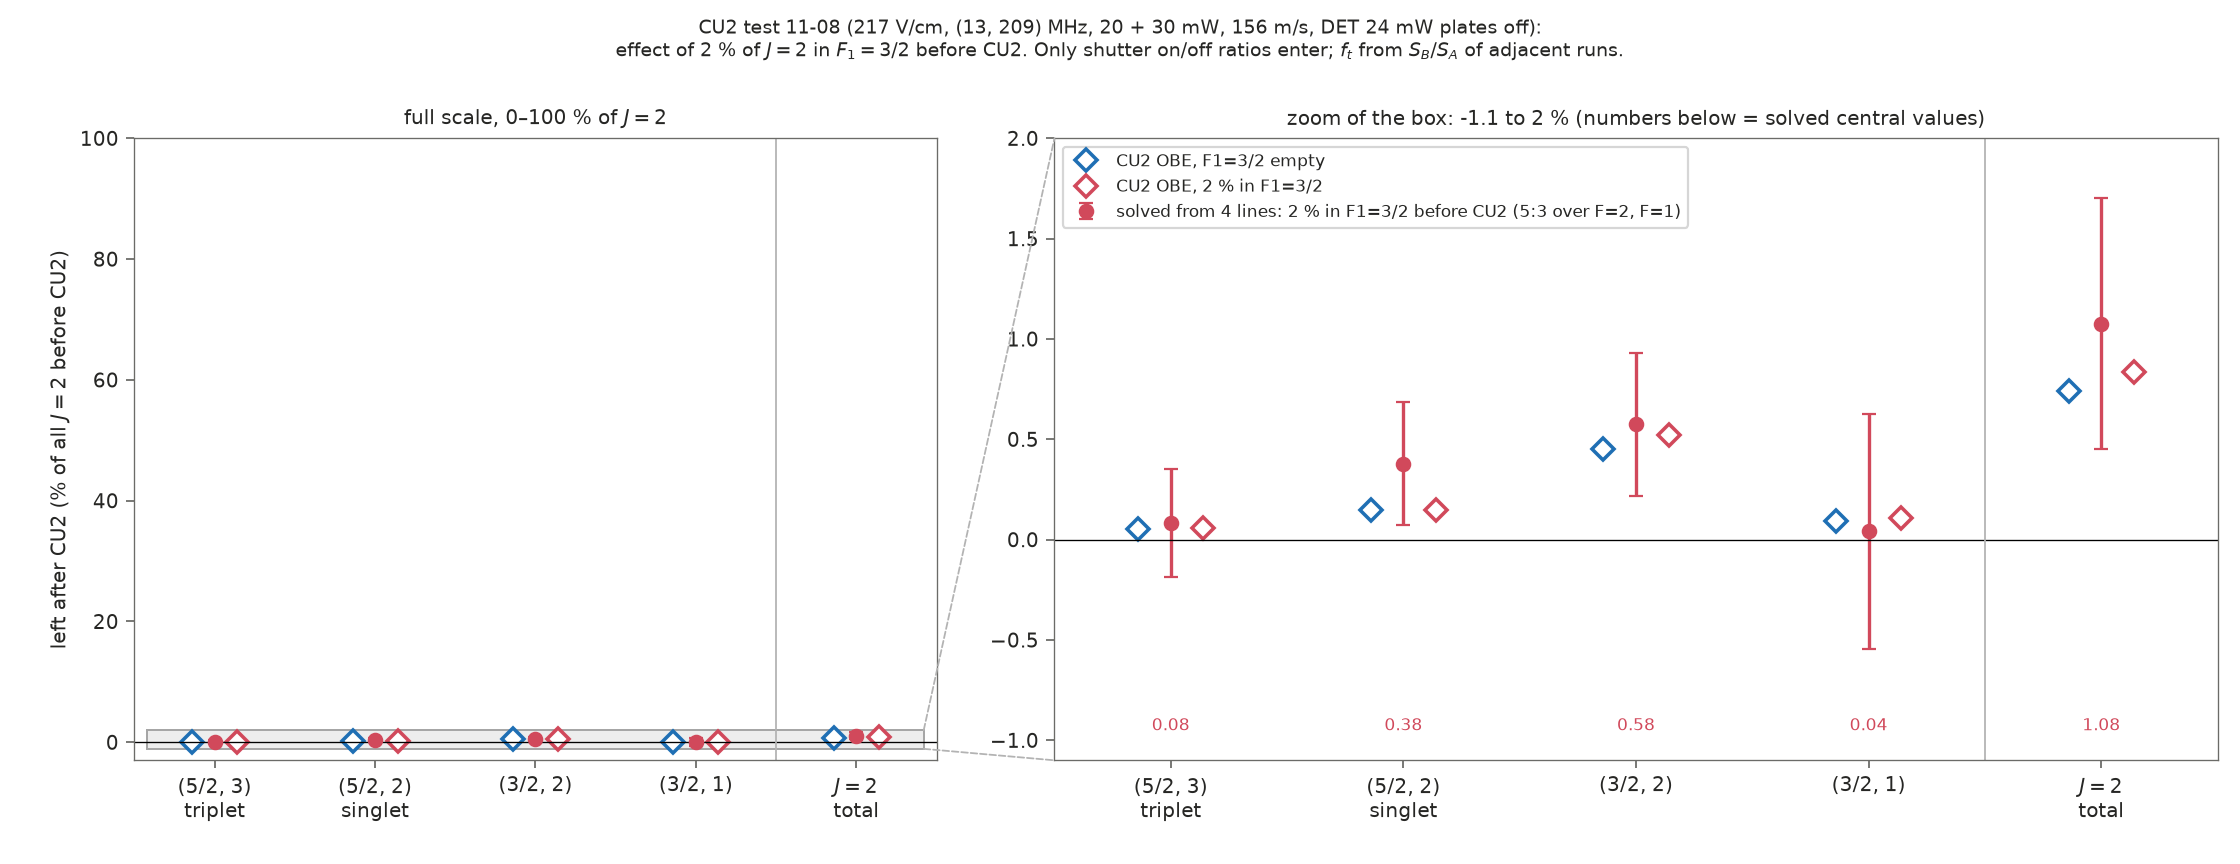 CU2 test 11-08 (217 V/cm, (13, 209) MHz, 20 + 30 mW, 156 m/s, DET 24 mW plates off):
effect of 2 % of J = 2 in F₁ = 3/2 before CU2. Only shutter on/off ratios enter; fₜ from S_B/S_A of adjacent runs.
full scale, 0–100 % of J = 2
left after CU2 (% of all J = 2 before CU2)
100
80
60
40
20
0
(5/2, 3)
triplet
(5/2, 2)
singlet
(3/2, 2)
(3/2, 1)
J = 2
total
zoom of the box: -1.1 to 2 % (numbers below = solved central values)
CU2 OBE, F1=3/2 empty
CU2 OBE, 2 % in F1=3/2
solved from 4 lines: 2 % in F1=3/2 before CU2 (5:3 over F=2, F=1)
2.0
1.5
1.0
0.5
0.0
−0.5
−1.0
0.08
0.38
0.58
0.04
1.08
(5/2, 3)
triplet
(5/2, 2)
singlet
(3/2, 2)
(3/2, 1)
J = 2
total